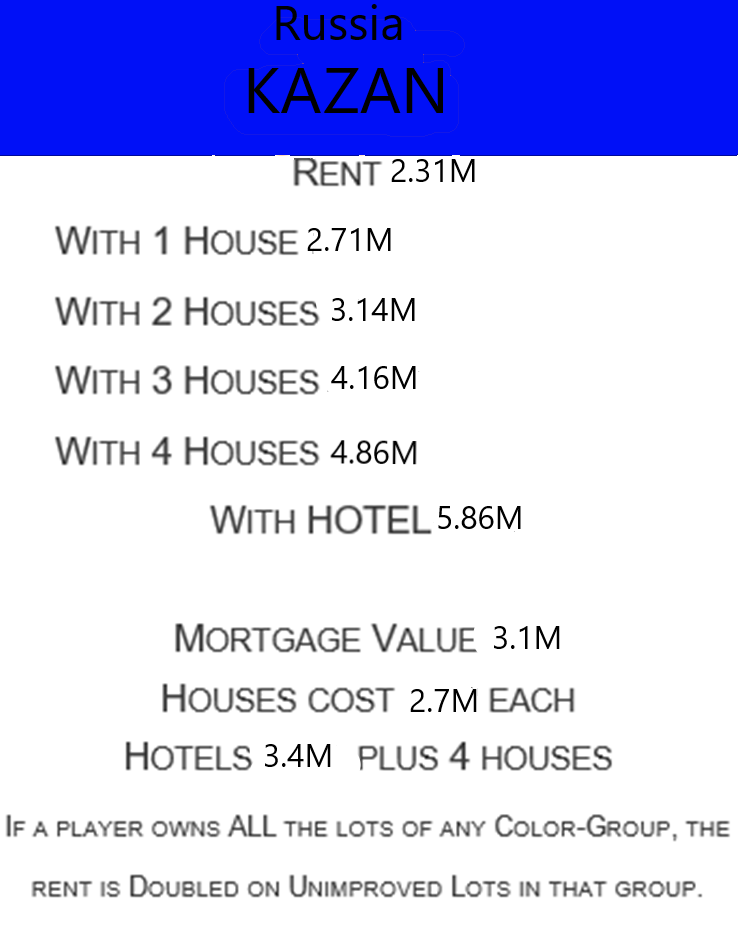 Russia
KAZAN
RENT 2.31M
WITH 1 HOUSE 2.71M
WITH 2 HOUSES 3.14M
WITH 3 HOUSES 4.16M
WITH 4 HOUSES 4.86M
WITH HOTEL 5.86M
MORTGAGE VALUE 3.1M
HOUSES COST 2.7M EACH
HOTELS 3.4M PLUS 4 HOUSES
IF A PLAYER OWNS ALL THE LOTS OF ANY COLOR-GROUP, THE
RENT IS DOUBLED ON UNIMPROVED LOTS IN THAT GROUP.